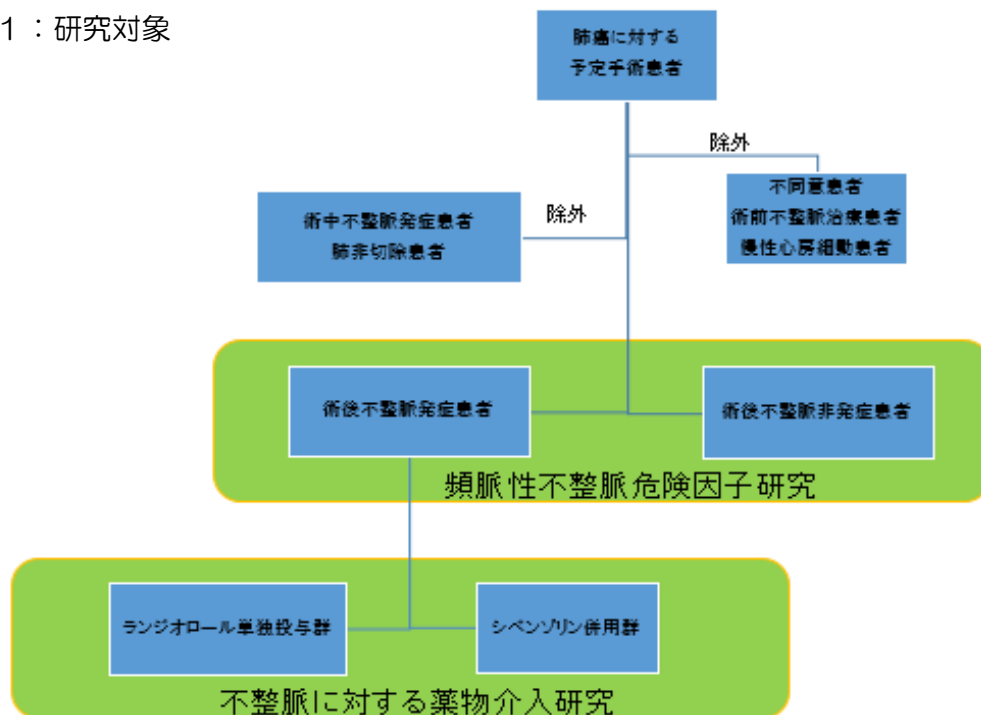 1：研究対象
肺癌に対する
予定手術患者
除外
不同意患者
術前不整脈治療患者
慢性心房細動患者
除外
術中不整脈発症患者
肺非切除患者
術後不整脈発症患者
術後不整脈非発症患者
頻脈性不整脈危険因子研究
ランジオロール単独投与群
シベンゾリン併用群
不整脈に対する薬物介入研究